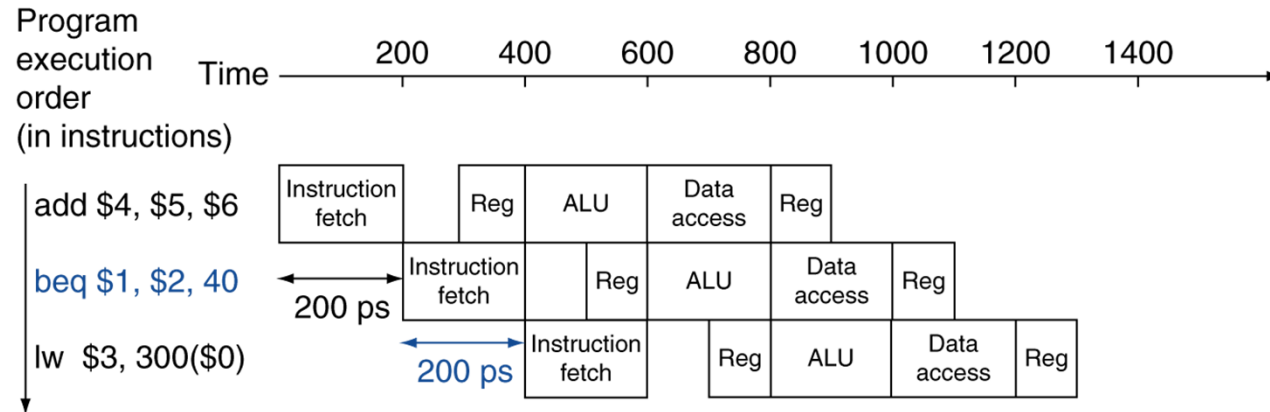 Program
execution
order
(in instructions)
Time
200 400 600 800 1000 1200 1400
add $4, $5, $6
Instruction
fetch
Reg
ALU
Data
access
Reg
beq $1, $2, 40
200 ps
Instruction
fetch
Reg
ALU
Data
access
Reg
lw $3, 300($0)
200 ps
Instruction
fetch
Reg
ALU
Data
access
Reg